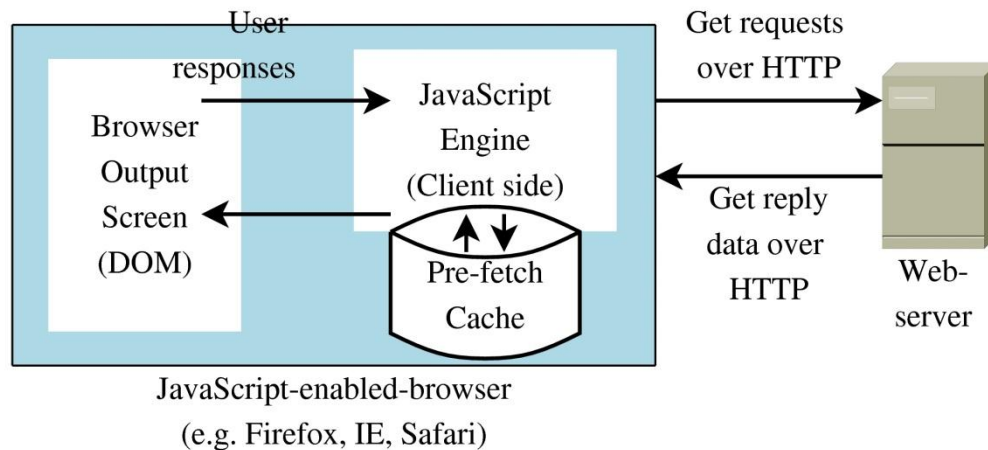 User
responses
Get requests
over HTTP
Browser
Output
Screen
(DOM)
JavaScript
Engine
(Client side)
Pre-fetch
Cache
Get reply
data over
HTTP
Web-
server
JavaScript-enabled-browser
(e.g. Firefox, IE, Safari)